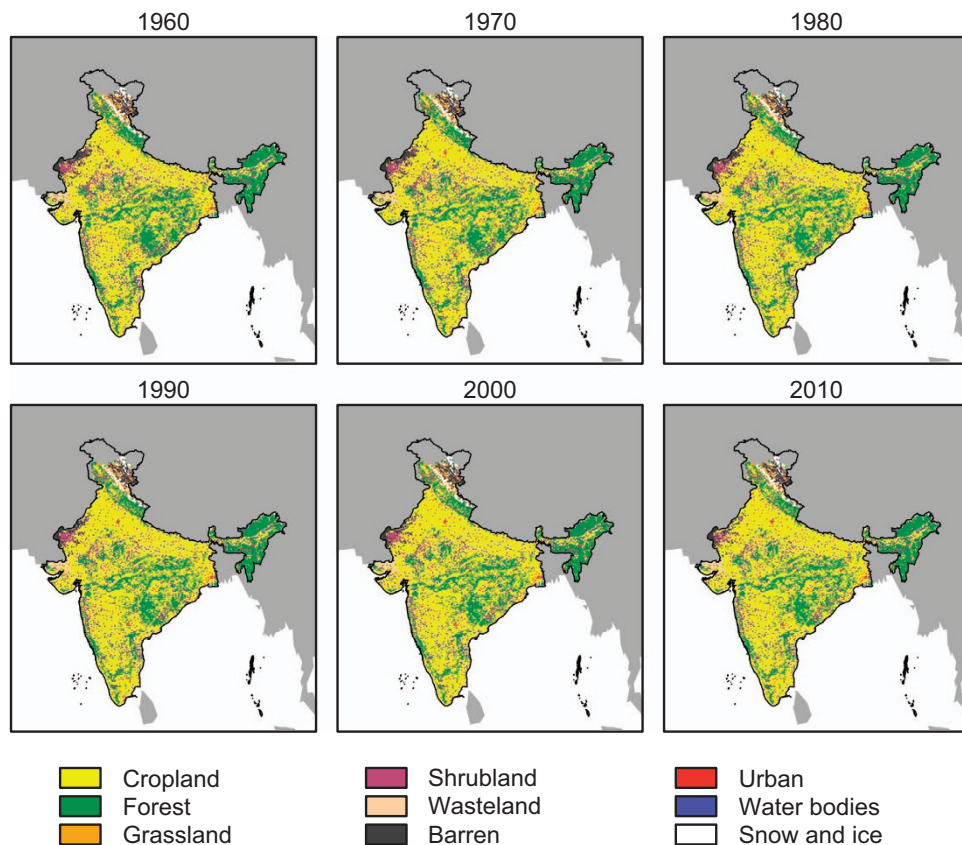 1960 1970 1980
1990 2000 2010
Cropland Shrubland Urban
Forest Wasteland Water bodies
Grassland Barren Snow and ice